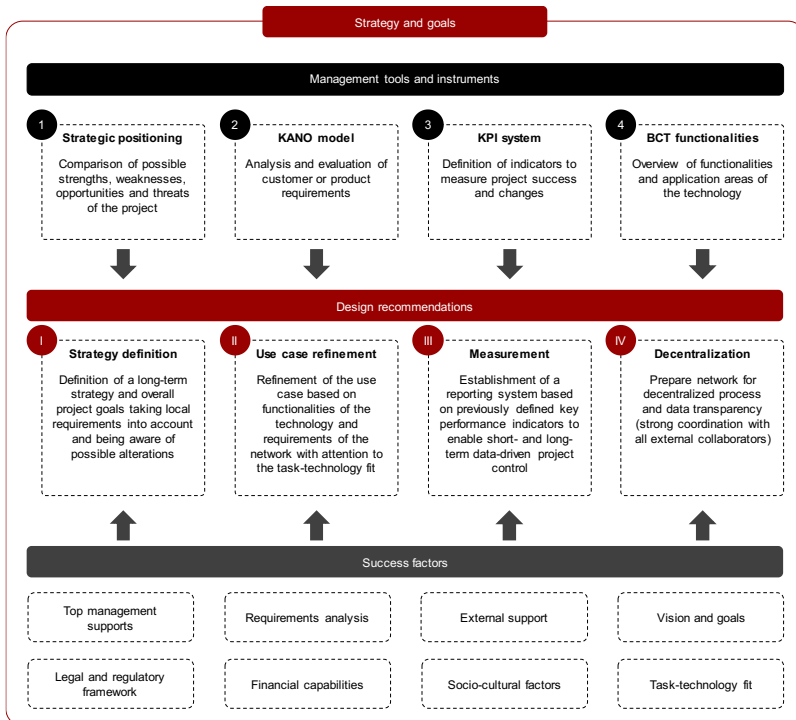 Strategy and goals
Management tools and instruments
1
Strategic positioning
Comparison of possible
strengths, weaknesses,
opportunities and threats
of the project
2
KANO model
Analysis and evaluation of
customer or product
requirements
3
KPI system
Definition of indicators to
measure project success
and changes
4
BCT functionalities
Overview of functionalities
and application areas of
the technology
Design recommendations
I
Strategy definition
Definition of a long-term
strategy and overall
project goals taking local
requirements into account
and being aware of
possible alterations
II
Use case refinement
Refinement of the use
case based on
functionalities of the
technology and
requirements of the
network with attention to
the task-technology fit
III
Measurement
Establishment of a
reporting system based
on previously defined key
performance indicators to
enable short- and long-
term data-driven project
control
IV
Decentralization
Prepare network for
decentralized process
and data transparency
(strong coordination with
all external collaborators)
Success factors
Top management
supports
Requirements analysis
External support
Vision and goals
Legal and regulatory
framework
Financial capabilities
Socio-cultural factors
Task-technology fit